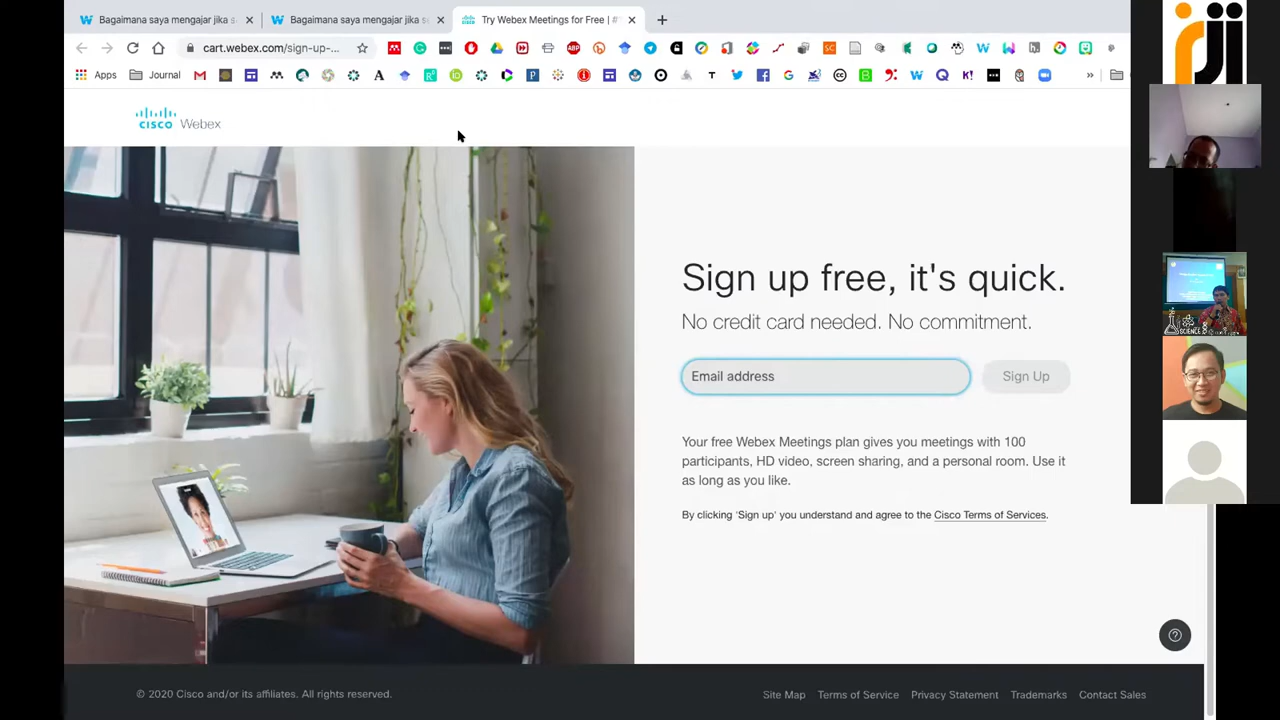 Bagaimana saya mengajar jika s
Bagaimana saya mengajar jika se
Try Webex Meetings for Free | #
cart.webex.com/sign-up-...
ABP
SC
Apps
Journal
CISCO Webex
Sign up free, it's quick.
No credit card needed. No commitment.
Email address
Sign Up
Your free Webex Meetings plan gives you meetings with 100
participants, HD video, screen sharing, and a personal room. Use it
as long as you like.
By clicking 'Sign up' you understand and agree to the Cisco Terms of Services.
© 2020 Cisco and/or its affiliates. All rights reserved.
Site Map
Terms of Service
Privacy Statement
Trademarks
Contact Sales
rji
SCIENCE